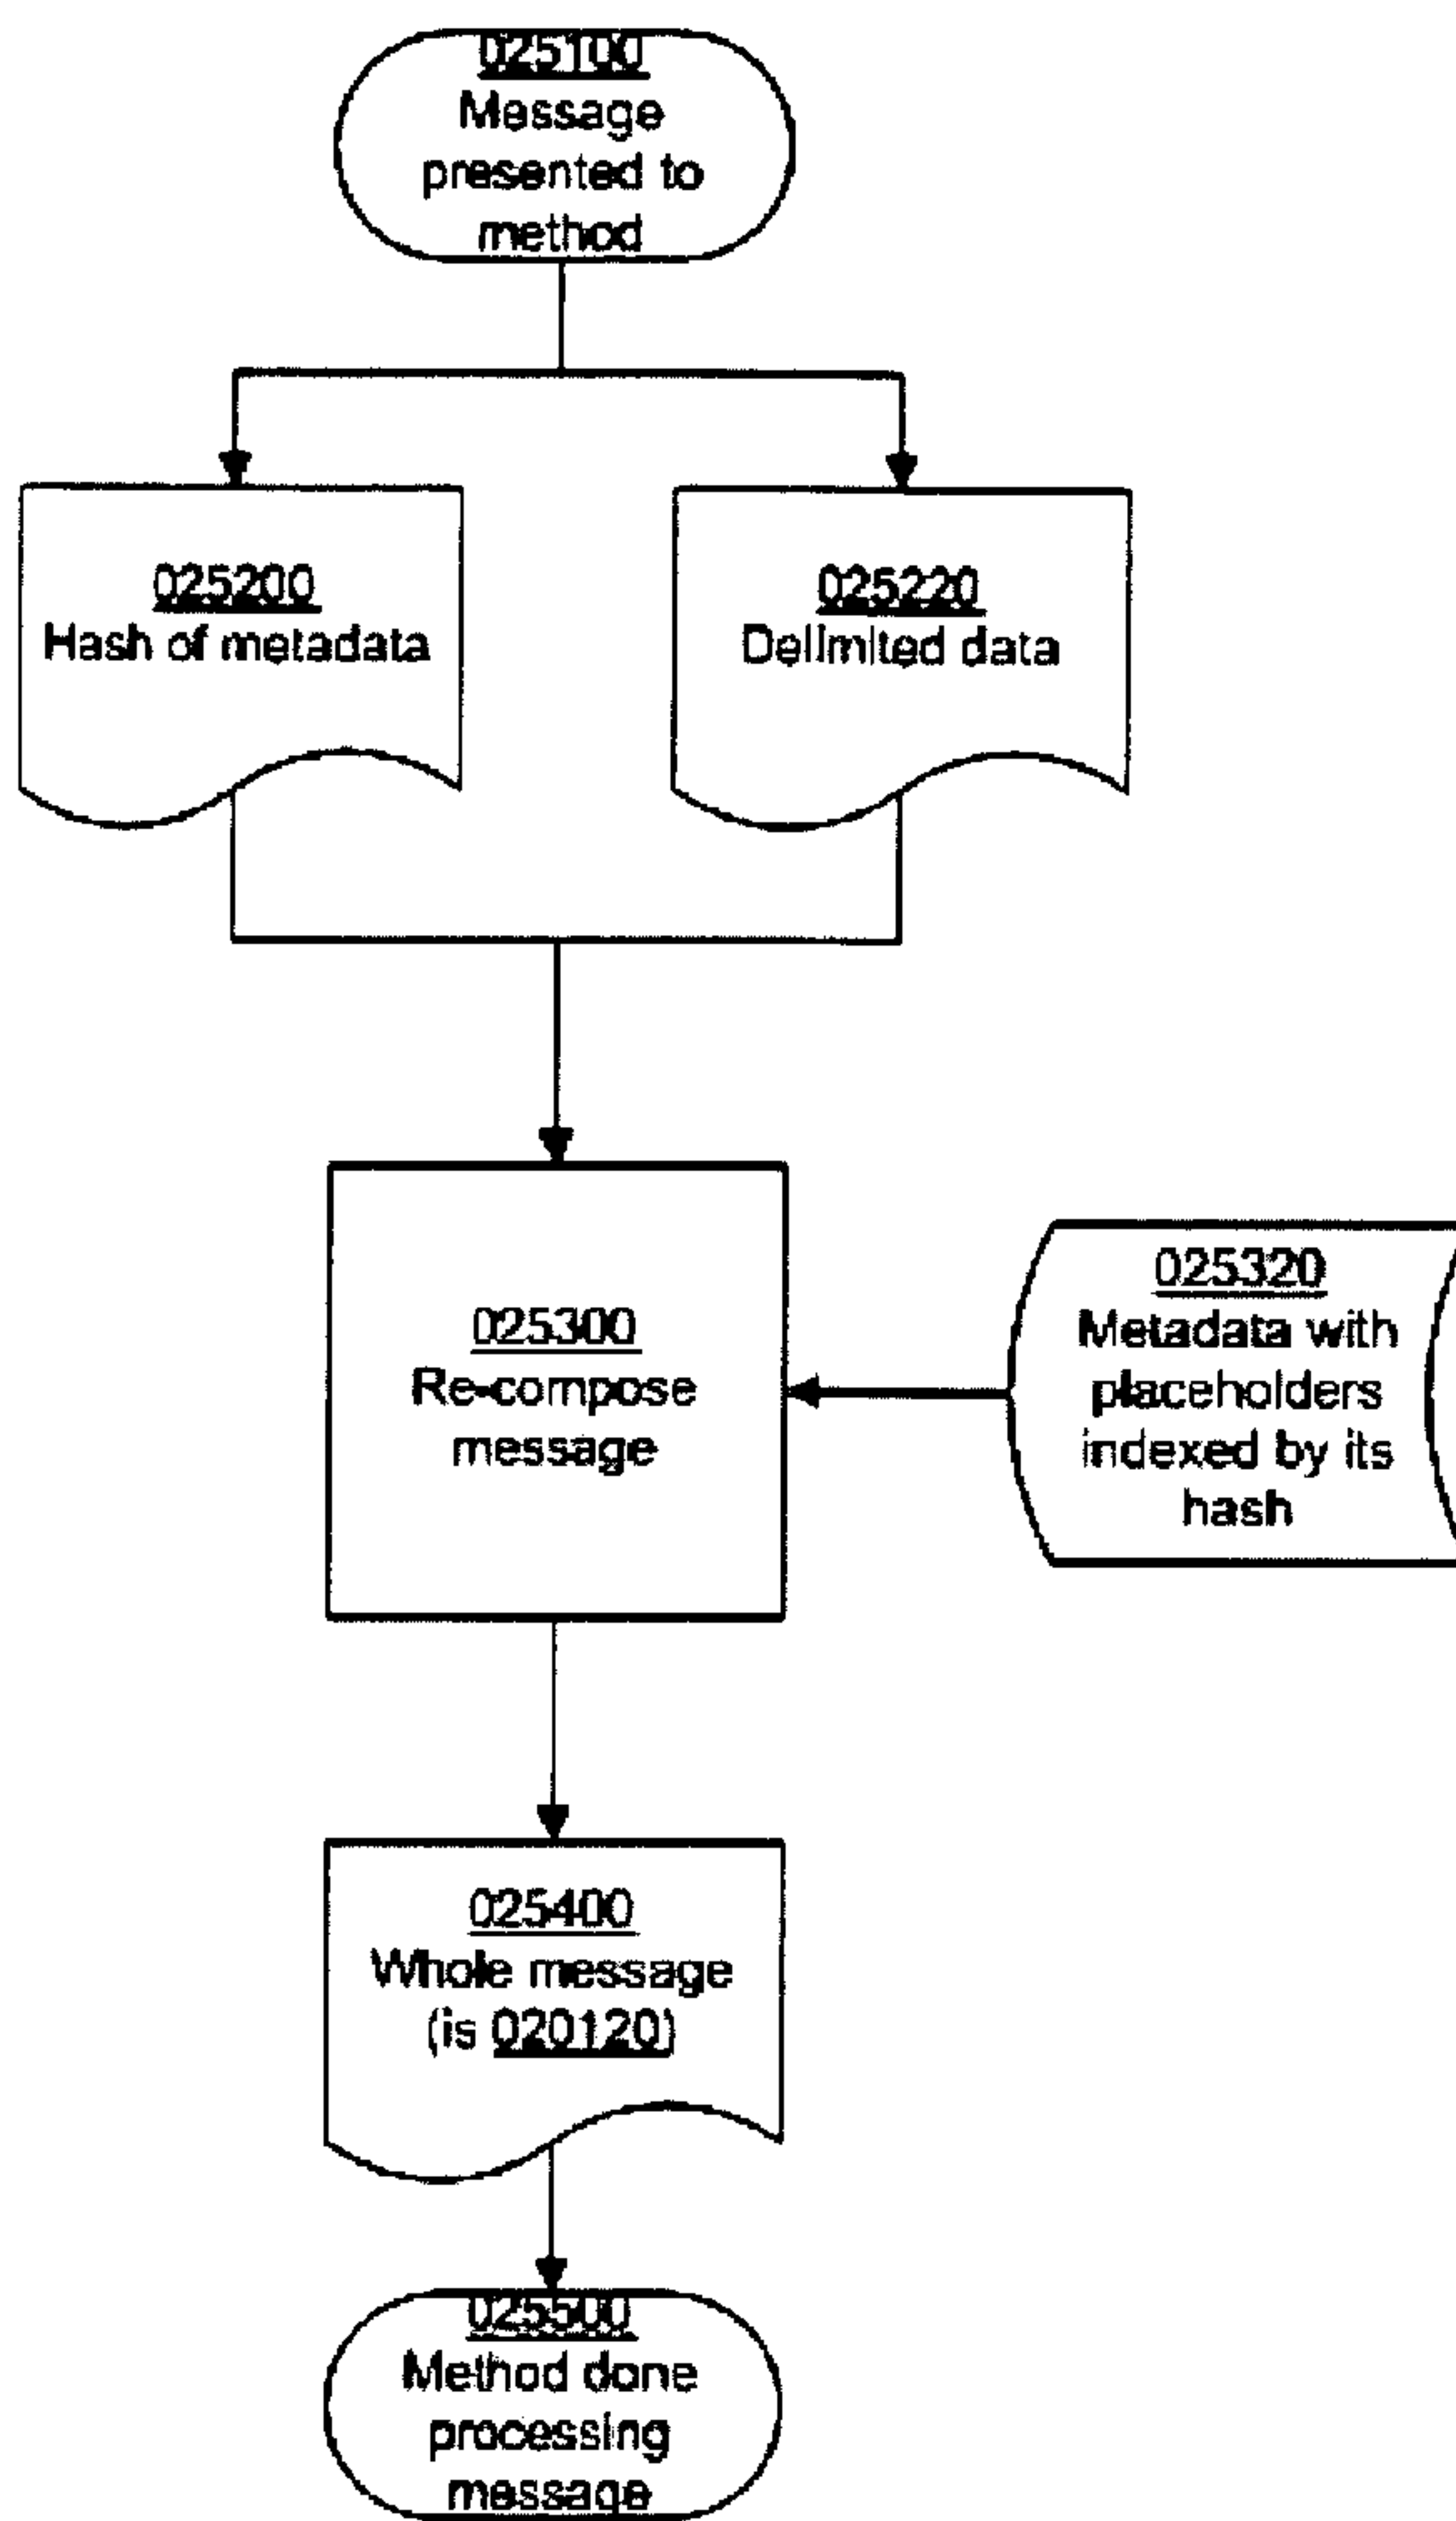 025100
Message
presented to
method
025200
Hash of metadata
025220
Delimited data
025300
Re-compose
message
025320
Metadata with
placeholders
indexed by its
hash
025400
Whole message
(is 020120)
025500
Method done
processing
message